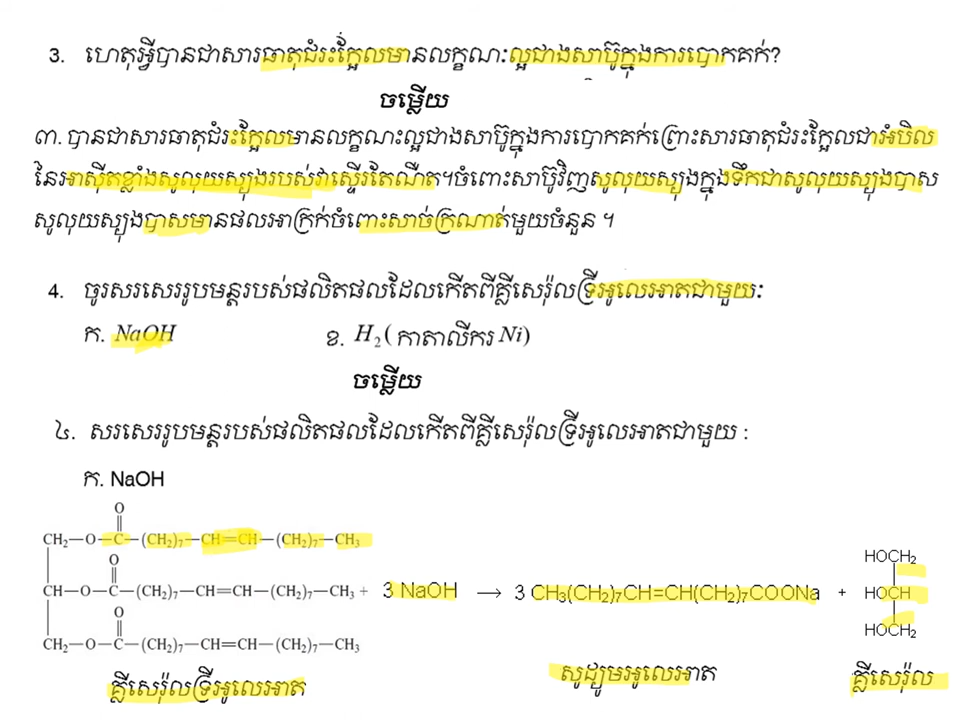 3. ហេតុអ្វីបានជាសារធាតុជំរះក្អែលមានលក្ខណៈល្អជាងសាប៊ូក្នុងការបោកគក់?
ចម្លើយ
៣. បានជាសារធាតុជំរះក្អែលមានលក្ខណះល្អជាងសាប៊ូក្នុងការបោកគក់ព្រោះសារធាតុជំរះក្អែលជាអំបិល
នៃរអាស៊ីតខ្លាំងសូលុយស្យុងរបស់វាស្ទើរតែណឺត។ចំពោះសាប៊ូវិញសូលុយស្យុងក្នុងទឹកជាសូលុយស្យុងបាស
សូលុយស្យុងបាសមានផលអាក្រក់ចំពោះសាច់ក្រណាត់មួយចំនួន ។
4. ចូរសរសេររូបមន្តរបស់ផលិតផលដែលកើតពីគ្លីសេរ៉ុលទ្រីអូលេអាតជាមួយៈ
ក. NaOH ខ. H₂ (កាតាលីករ Ni)
ចម្លើយ
៤. សរសេររូបមន្តរបស់ផលិតផលដែលកើតពីគ្លីសេរ៉ុលទ្រីអូលេអាតជាមួយ :
ក. NaOH
O
CH₂—O—C—(CH₂)₇—CH=CH—(CH₂)₇—CH₃
O
CH—O—C—(CH₂)₇—CH=CH—(CH₂)₇—CH₃ + 3 NaOH ⟶ 3 CH₃(CH₂)₇CH=CH(CH₂)₇COONa +
O
CH₂—O—C—(CH₂)₇—CH=CH—(CH₂)₇—CH₃
HOCH₂
HOCH
HOCH₂
គ្លីសេរ៉ុលទ្រីអូលេអាត សូដ្យូមអូលេអាត គ្លីសេរ៉ុល